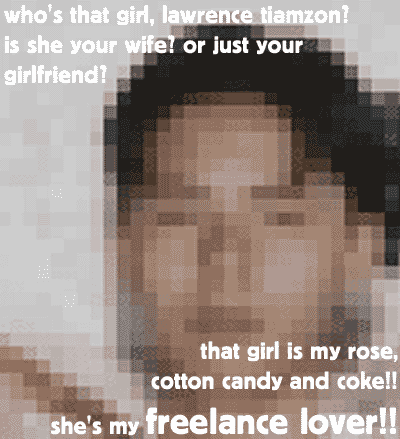 who's that girl, lawrence tiamzon?
is she your wife? or just your
girlfriend?
that girl is my rose,
cotton candy and coke!!
she's my freelance lover!!